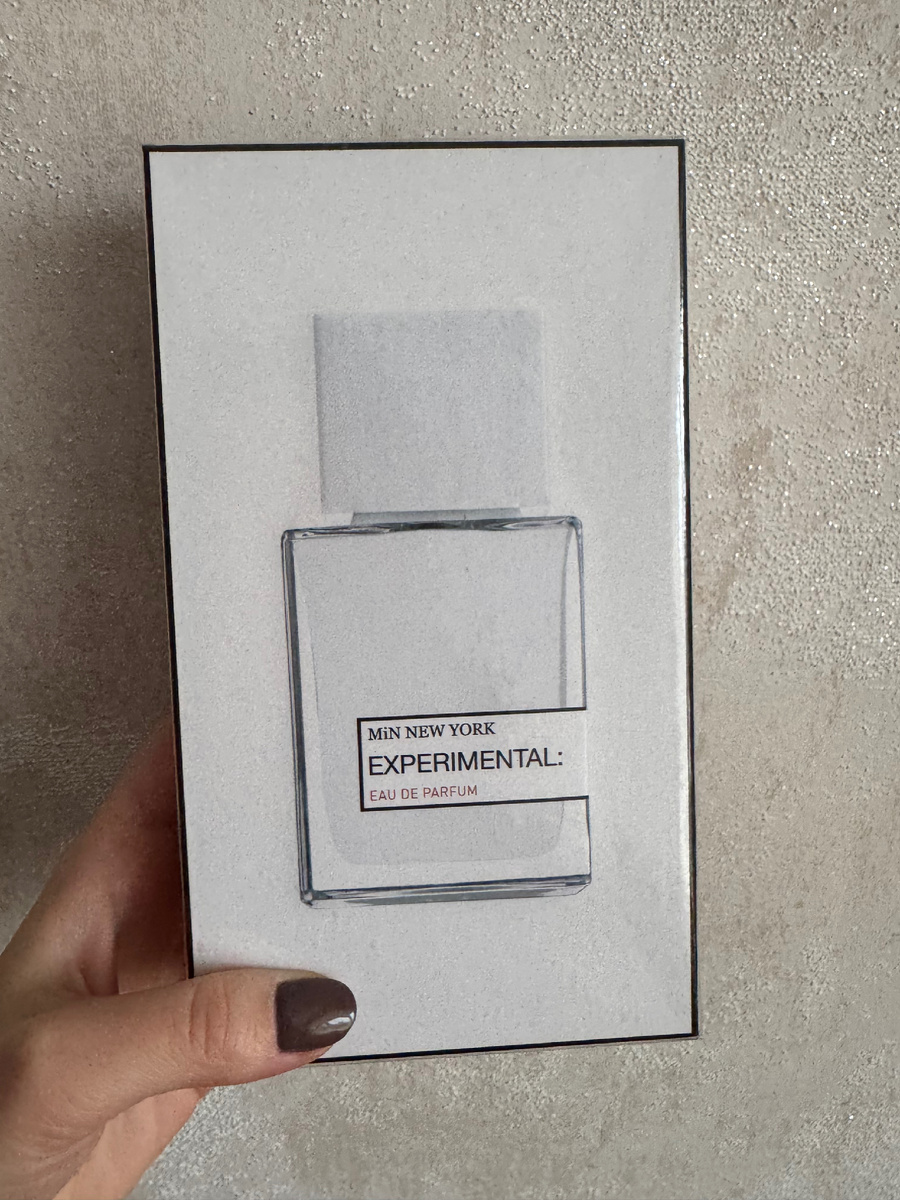 MiN NEW YORK
EXPERIMENTAL:
EAU DE PARFUM